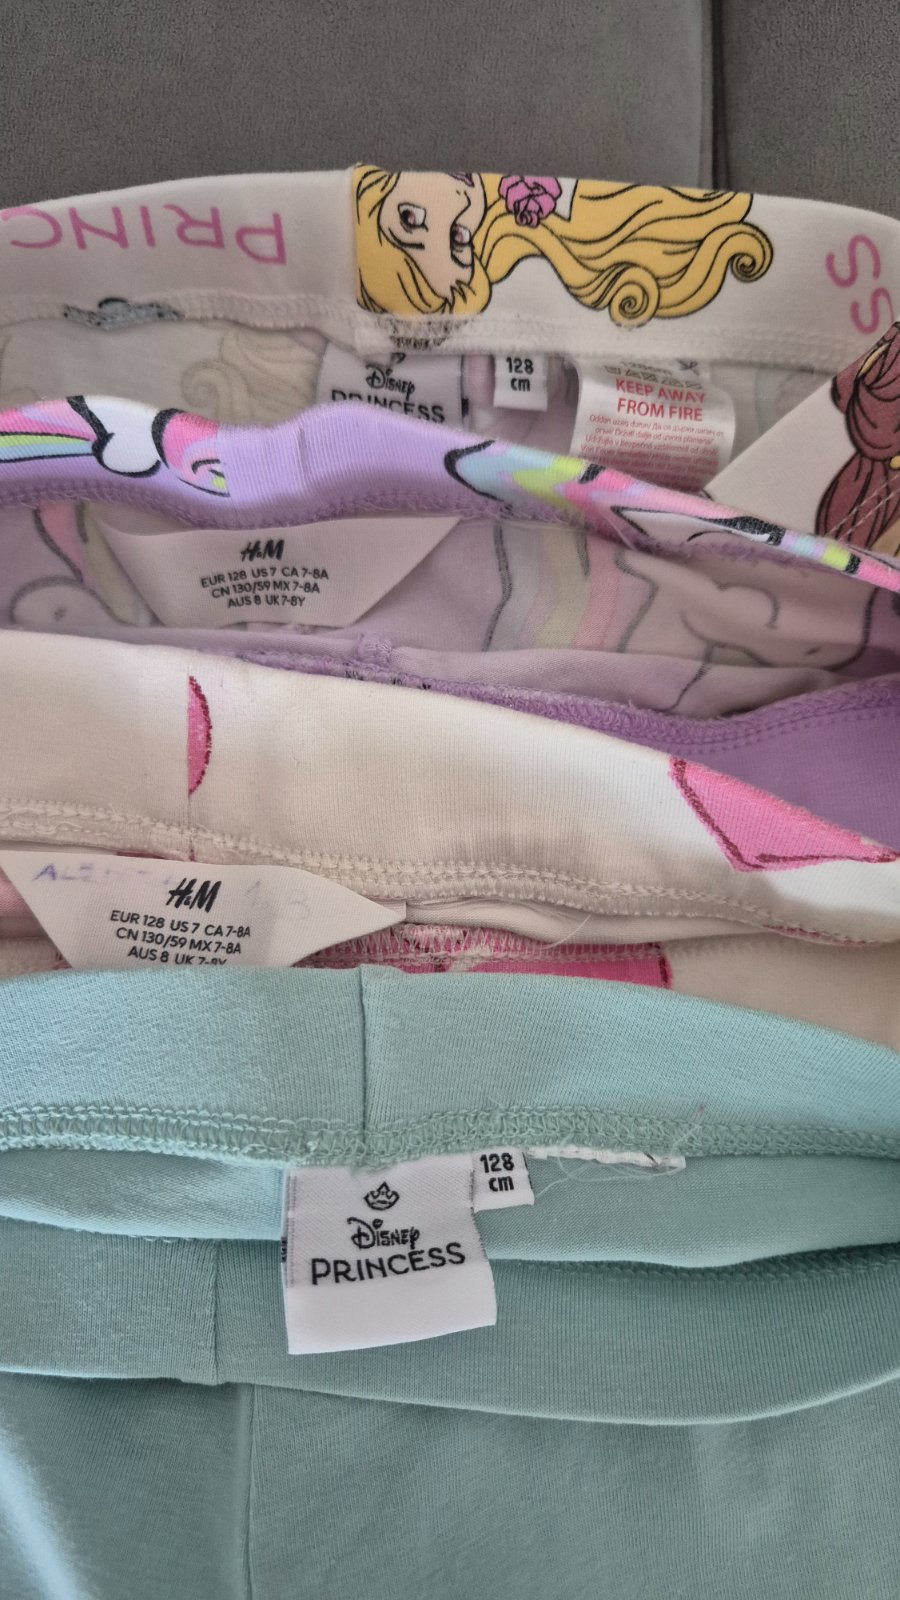 PRINC
SS
Disney
PRINCESS
128
cm
KEEP AWAY
FROM FIRE
H&M
EUR 128 US 7 CA 7-8A
CN 130/59 MX 7-8A
AUS 8 UK 7-8Y
H&M
EUR 128 US 7 CA 7-8A
CN 130/59 MX 7-8A
AUS 8 UK 7-8Y
128
cm
Disney
PRINCESS